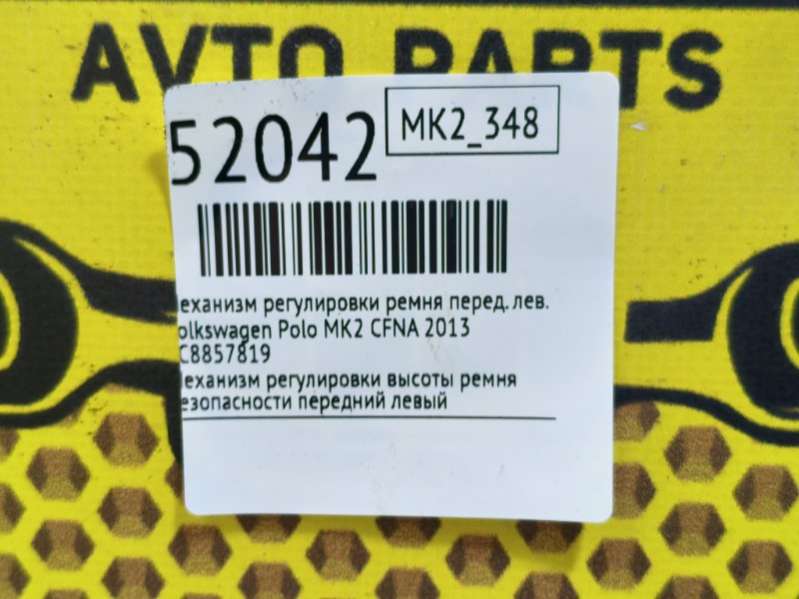 AVTO PARTS
52042
MK2_348
еханизм регулировки ремня перед. лев.
olkswagen Polo MK2 CFNA 2013
C8857819
еханизм регулировки высоты ремня
езопасности передний левый